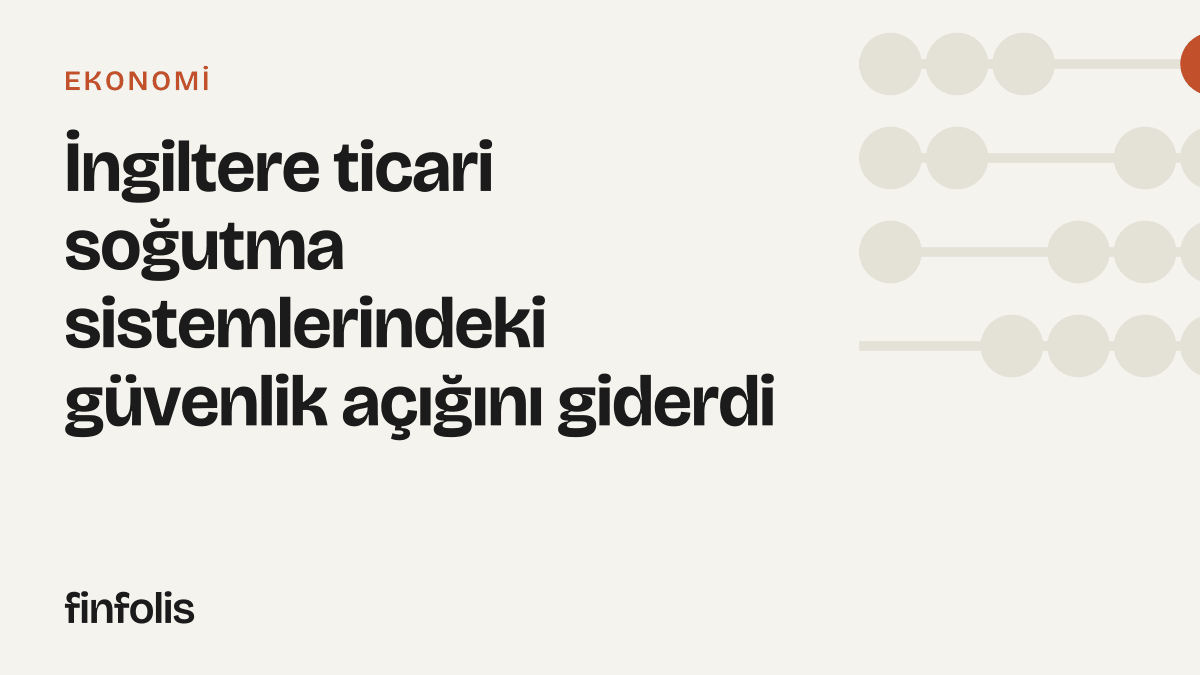 EKONOMİ
İngiltere ticari
soğutma
sistemlerindeki
güvenlik açığını giderdi
finfolis